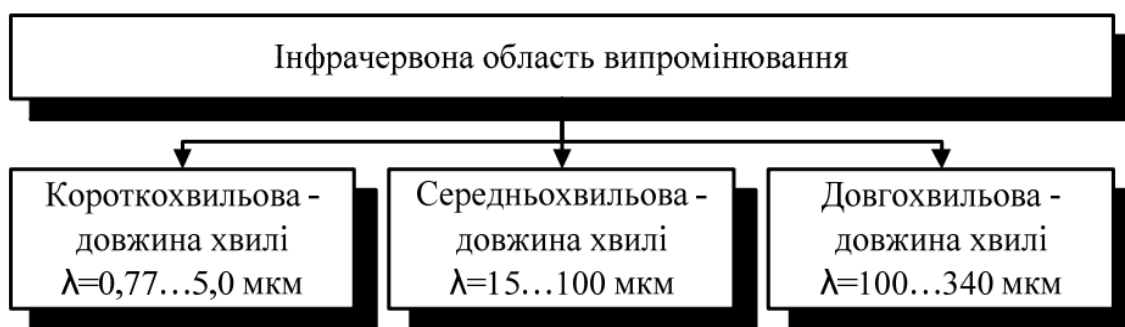 Інфрачервона область випромінювання
Короткохвильова -
довжина хвилі
λ=0,77…5,0 мкм
Середньохвильова -
довжина хвилі
λ=15…100 мкм
Довгохвильова -
довжина хвилі
λ=100…340 мкм